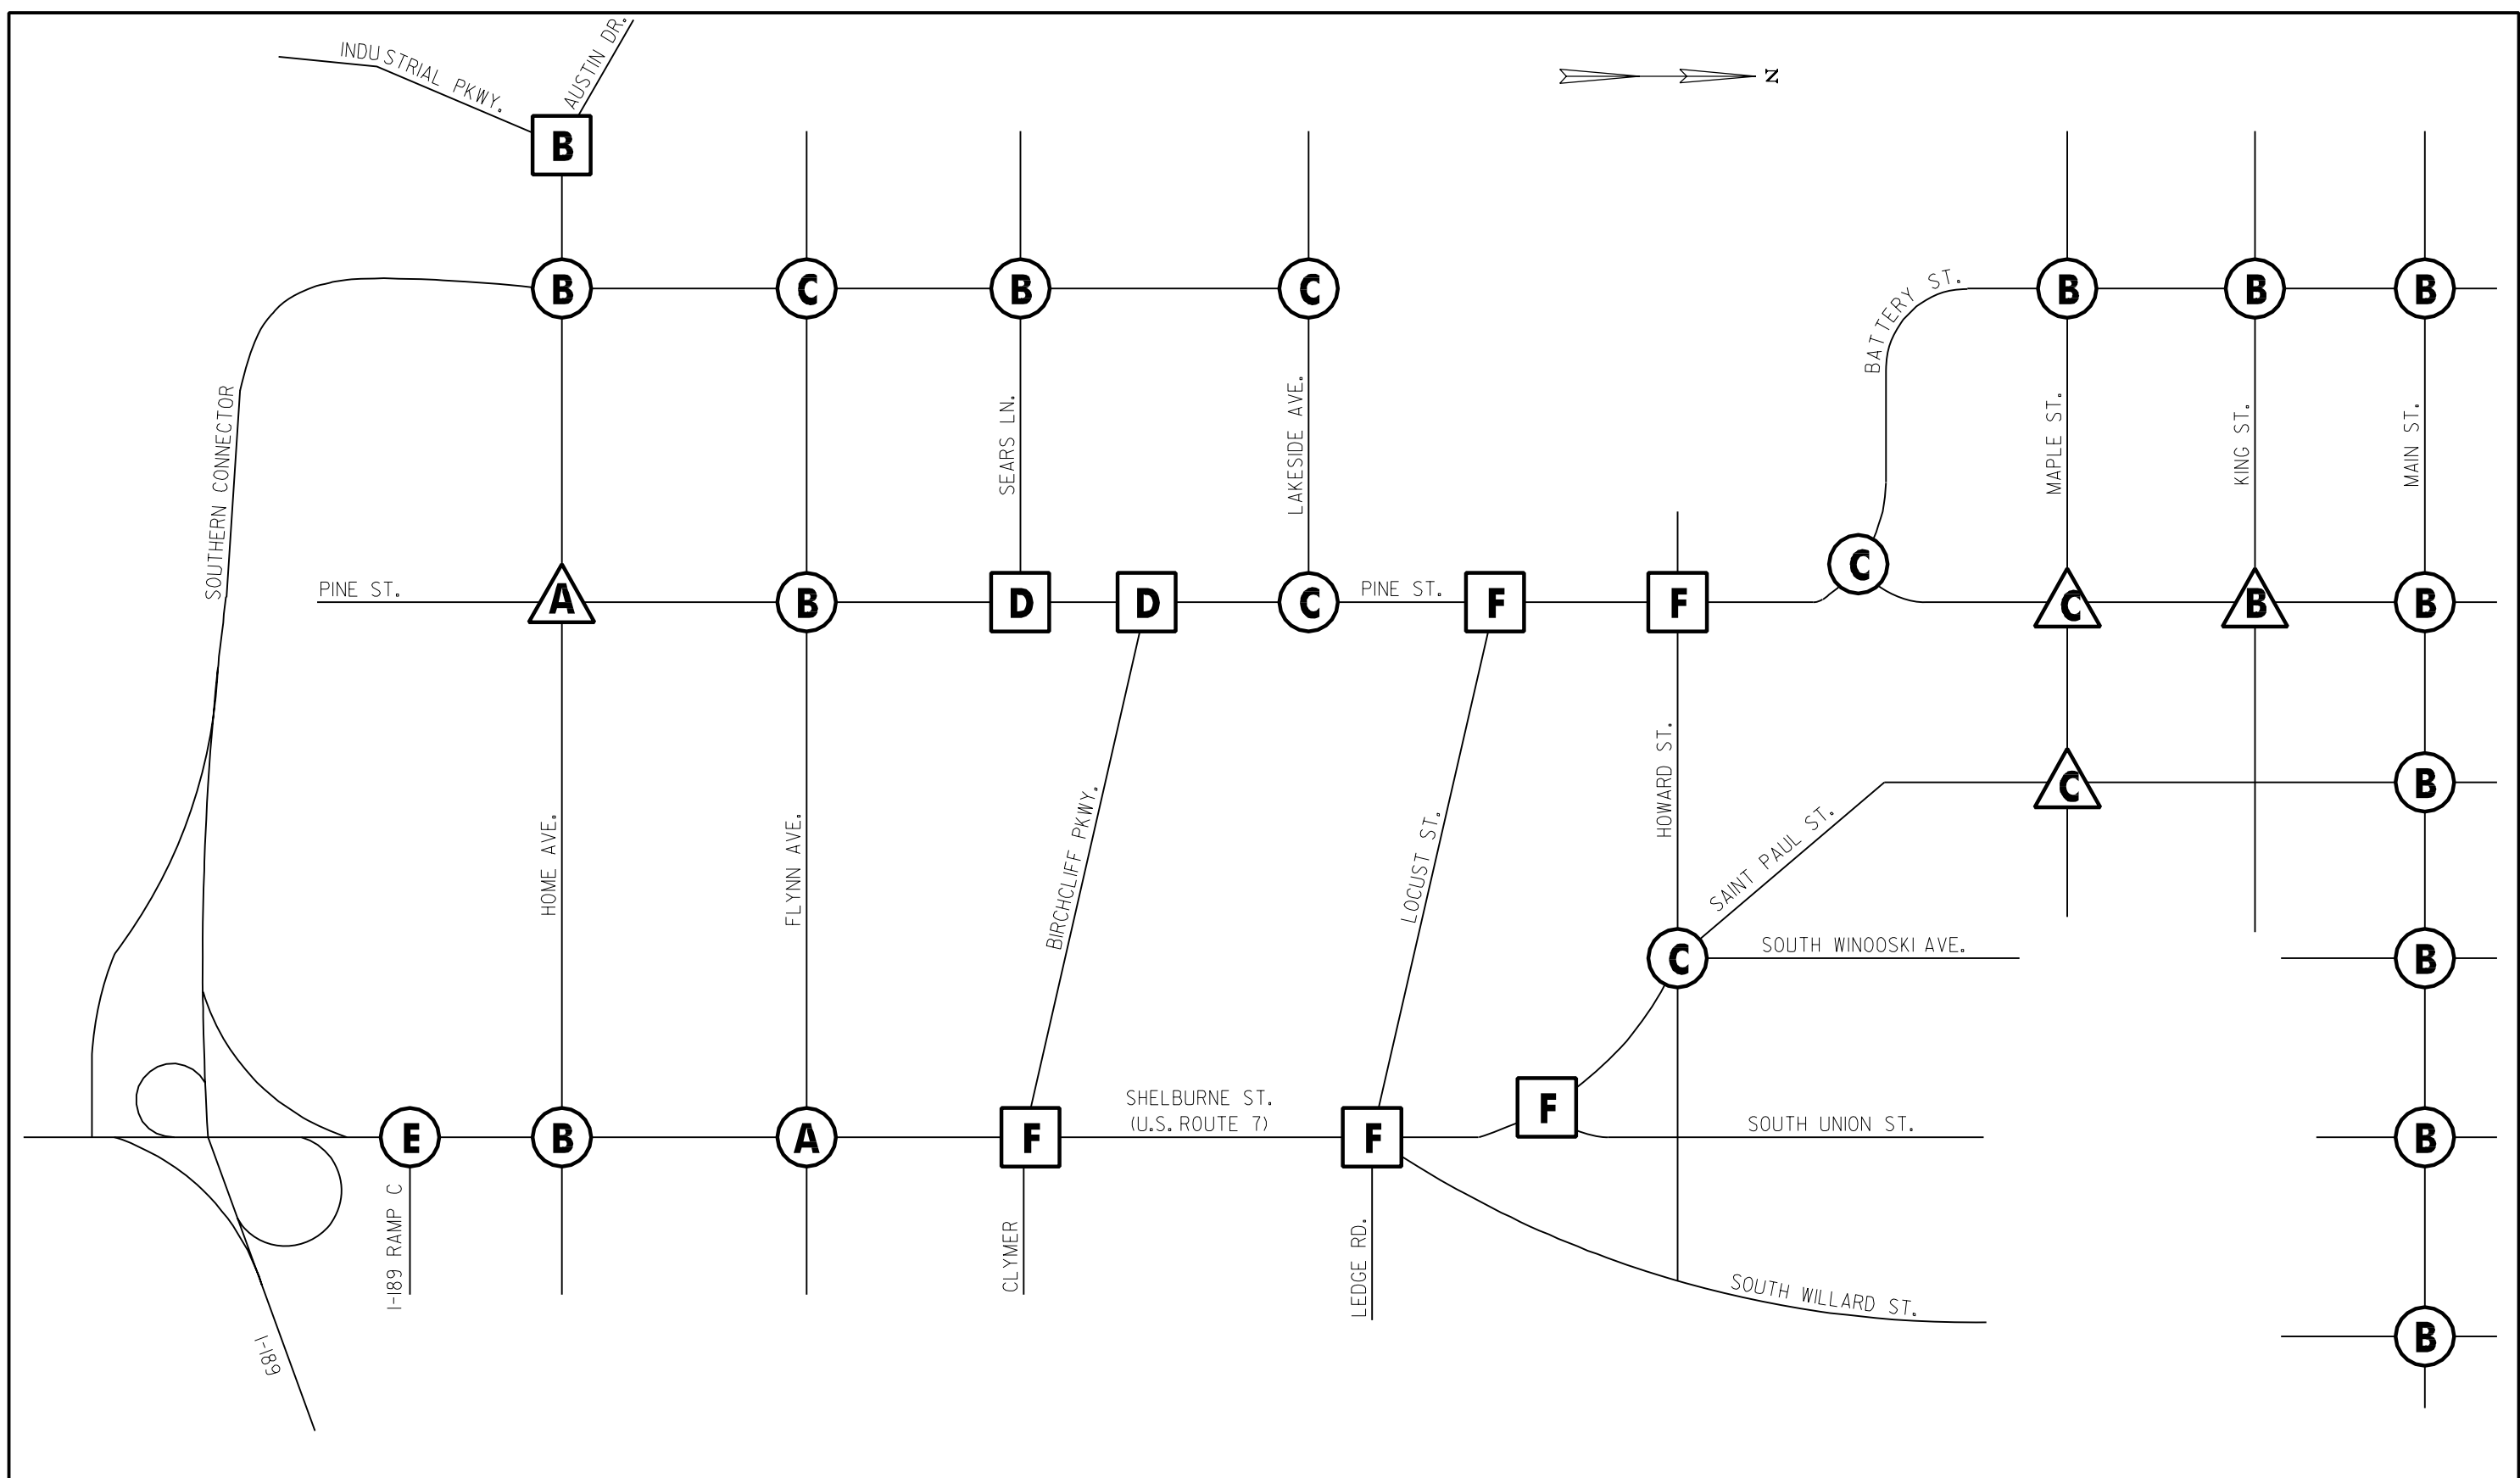 INDUSTRIAL PKWY.
AUSTIN DR.
N
B
B
C
B
C
BATTERY ST.
B
B
B
SOUTHERN CONNECTOR
SEARS LN.
LAKESIDE AVE.
MAPLE ST.
KING ST.
MAIN ST.
PINE ST.
A
B
D
D
C
PINE ST.
F
F
C
C
B
B
HOME AVE.
FLYNN AVE.
BIRCHCLIFF PKWY.
LOCUST ST.
HOWARD ST.
SAINT PAUL ST.
C
B
C
SOUTH WINOOSKI AVE.
B
E
B
A
F
SHELBURNE ST.
(U.S. ROUTE 7)
F
F
SOUTH UNION ST.
B
I-189 RAMP C
CLYMER
LEDGE RD.
SOUTH WILLARD ST.
B
I-189